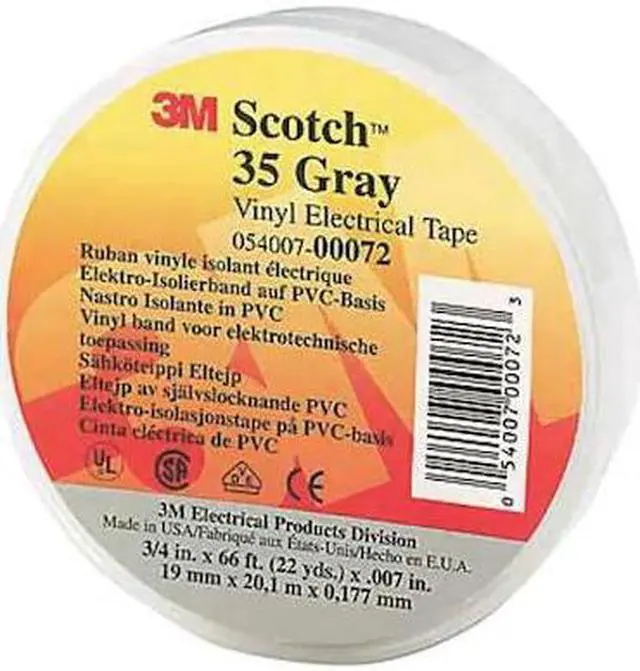 3M Scotch™
35 Gray
Vinyl Electrical Tape
054007-00072
Ruban vinyle isolant électrique
Elektro-Isolierband auf PVC-Basis
Nastro Isolante in PVC
Vinyl band voor elektrotechnische
toepassing
Sähköteippi Eltejp
Eltejp av självslocknande PVC
Elektro-isolasjonstape på PVC-basis
Cinta eléctrica de PVC
UL
SA
VDE
CE
0 54007 00072 3
3M Electrical Products Division
Made in USA/Fabriqué aux États-Unis/Hecho en E.U.A.
3/4 in. x 66 ft. (22 yds.) x .007 in.
19 mm x 20,1 m x 0,177 mm